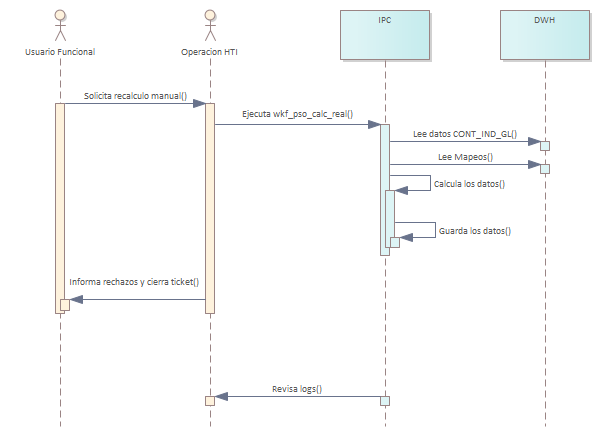 IPC
DWH
Usuario Funcional
Operacion HTI
Solicita recalculo manual()
Ejecuta wkf_pso_calc_real()
Lee datos CONT_IND_GL()
Lee Mapeos()
Calcula los datos()
Guarda los datos()
Informa rechazos y cierra ticket()
Revisa logs()